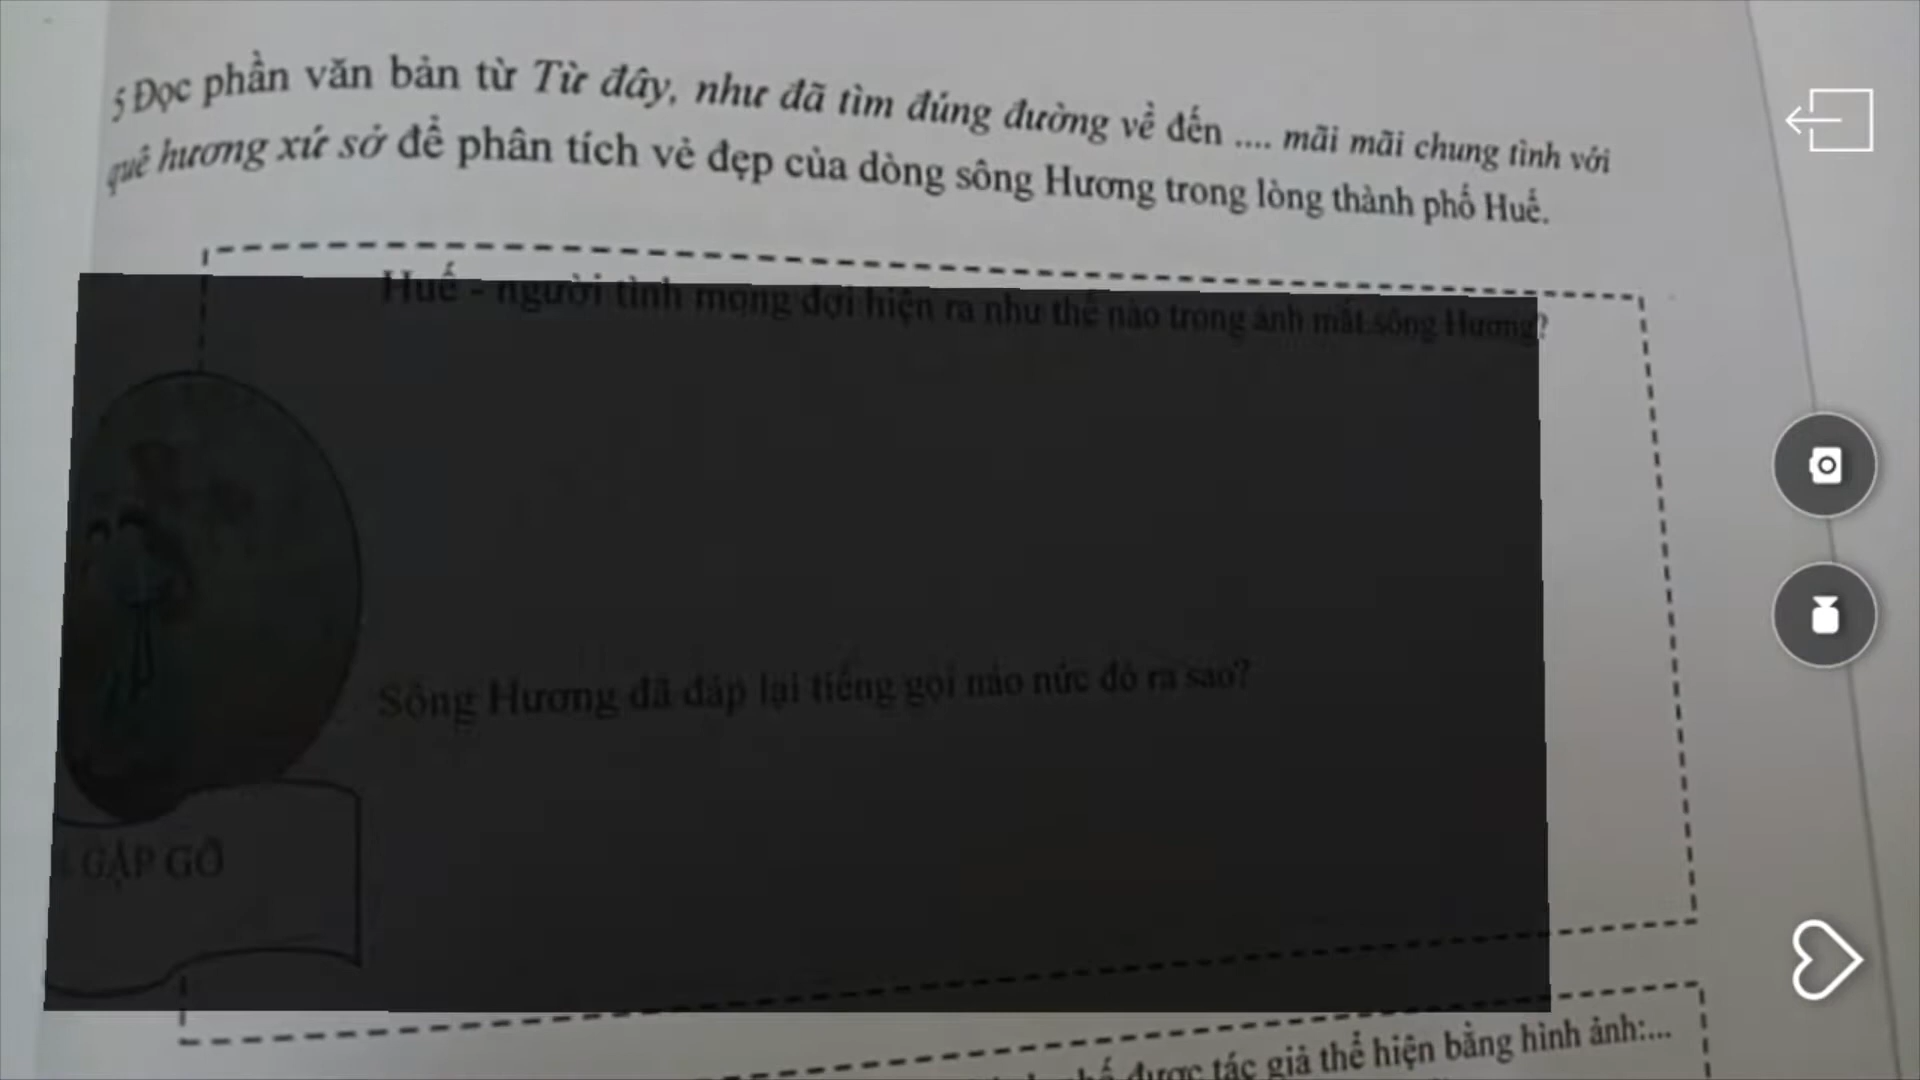 5 Đọc phần văn bản từ Từ đây, như đã tìm đúng đường về đến .... mãi mãi chung tình với
quê hương xứ sở để phân tích vẻ đẹp của dòng sông Hương trong lòng thành phố Huế.
Huế - người tình mong đợi hiện ra như thế nào trong ánh mắt sông Hương?
Sông Hương đã đáp lại tiếng gọi náo nức đó ra sao?
GẶP GỠ
được tác giả thể hiện bằng hình ảnh:...